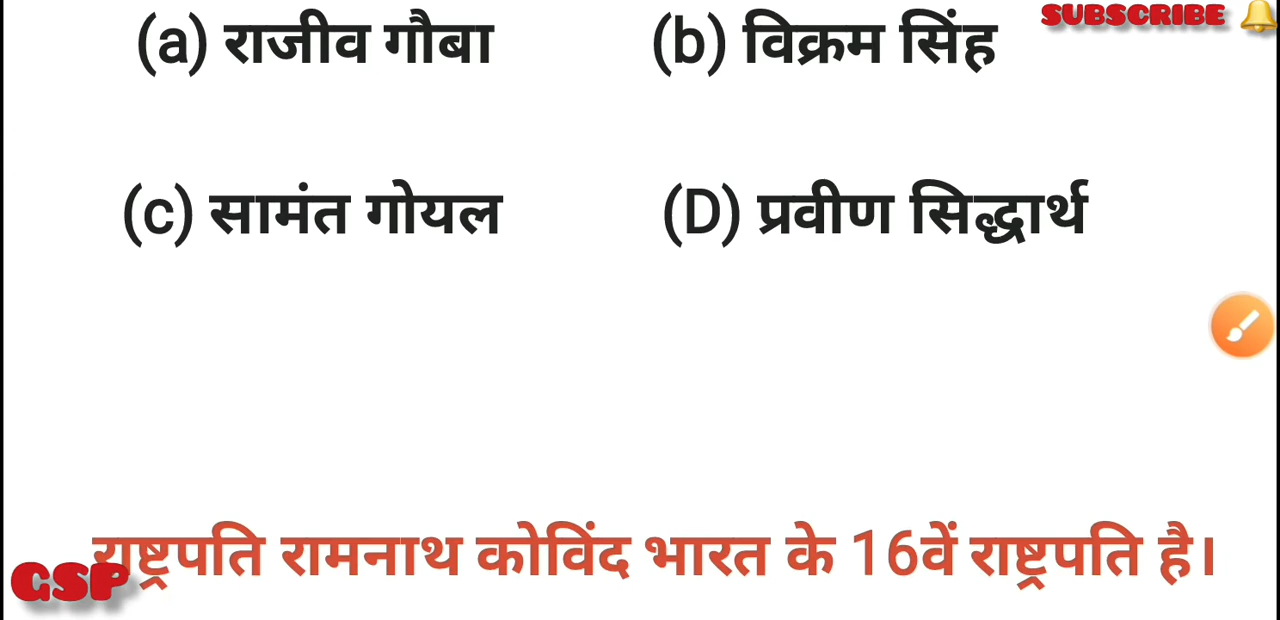 (a) राजीव गौबा (b) विक्रम सिंह SUBSCRIBE
(c) सामंत गोयल (D) प्रवीण सिद्धार्थ
राष्ट्रपति रामनाथ कोविंद भारत के 16वें राष्ट्रपति है।
GSP